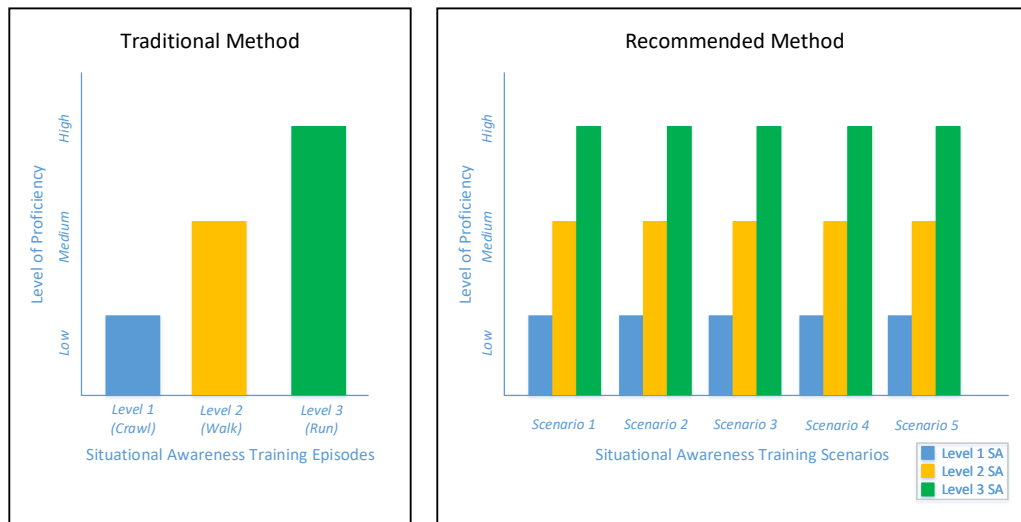 Traditional Method
High
Medium
Low
Level of Proficiency
Level 1
(Crawl)
Level 2
(Walk)
Level 3
(Run)
Situational Awareness Training Episodes
Recommended Method
High
Medium
Low
Level of Proficiency
Scenario 1
Scenario 2
Scenario 3
Scenario 4
Scenario 5
Situational Awareness Training Scenarios
Level 1 SA
Level 2 SA
Level 3 SA